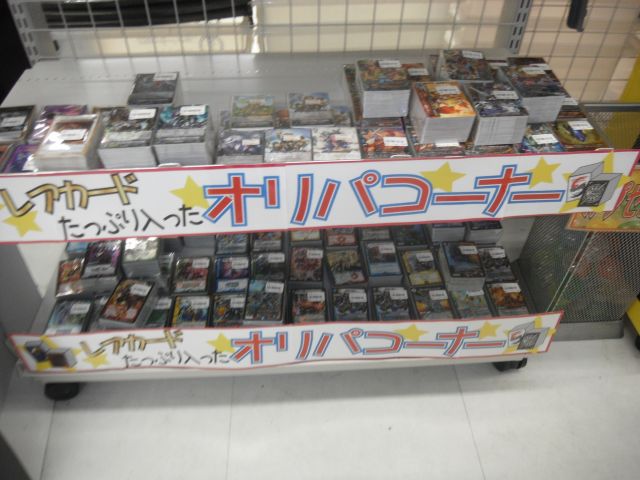 レアカード
たっぷり入った
オリパコーナー
レアカード
たっぷり入った
オリパコーナー